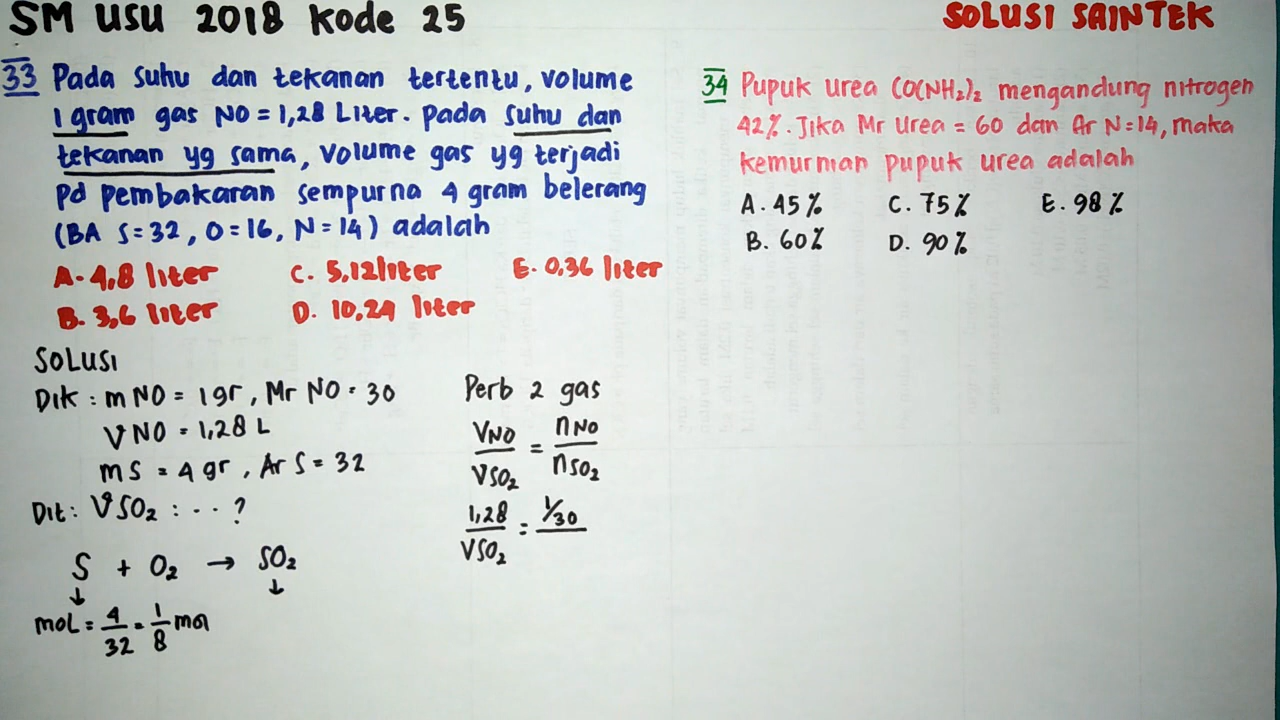 SM USU 2018 Kode 25
SOLUSI SAINTEK
33 Pada suhu dan tekanan tertentu, volume
1 gram gas NO = 1,28 Liter. Pada suhu dan
tekanan yg sama, volume gas yg terjadi
pd pembakaran sempurna 4 gram belerang
(BA S=32, O=16, N=14) adalah
A. 4,8 liter C. 5,12 liter E. 0,36 liter
B. 3,6 liter D. 10,24 liter
SOLUSI
Dik : m NO = 1 gr, Mr NO = 30
V NO = 1,28 L
m S = 4 gr, Ar S = 32
Dit : V SO₂ : . . ?
S + O₂ → SO₂
↓ ↓
mol = 4/32 = 1/8 mol
Perb 2 gas
V NO / V SO₂ = n NO / n SO₂
1,28 / V SO₂ = 1/30
34 Pupuk urea CO(NH₂)₂ mengandung nitrogen
42%. Jika Mr Urea = 60 dan Ar N=14, maka
kemurnian pupuk urea adalah
A. 45% C. 75% E. 98%
B. 60% D. 90%